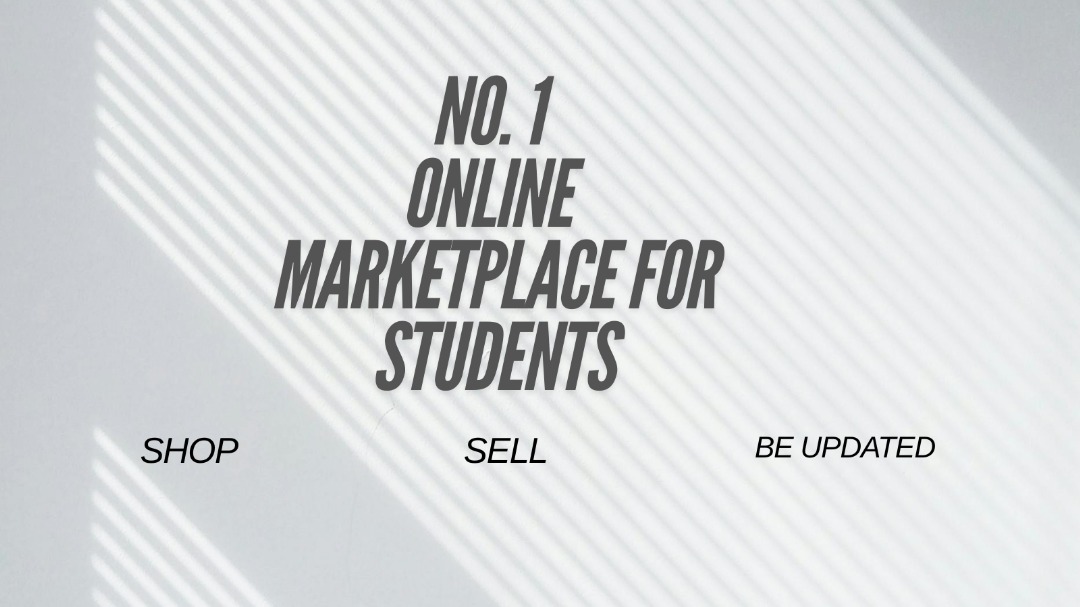 NO. 1
ONLINE
MARKETPLACE FOR
STUDENTS
SHOP SELL BE UPDATED